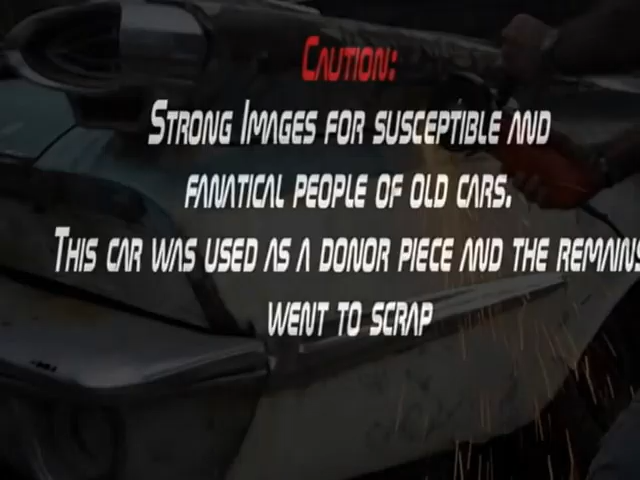 Caution:
Strong Images for susceptible and
fanatical people of old cars.
This car was used as a donor piece and the remains
went to scrap